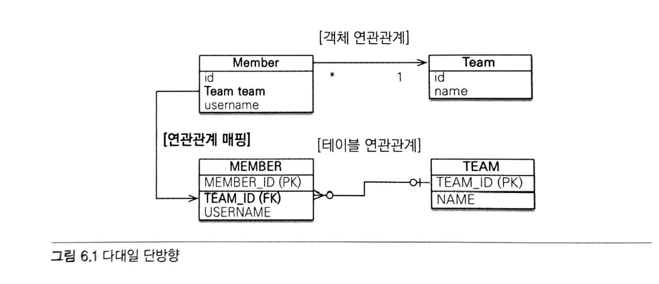 [객체 연관관계]
Member
id
Team team
username
* 1
Team
id
name
[연관관계 매핑]
[테이블 연관관계]
MEMBER
MEMBER_ID (PK)
TEAM_ID (FK)
USERNAME
TEAM
TEAM_ID (PK)
NAME
그림 6.1 다대일 단방향